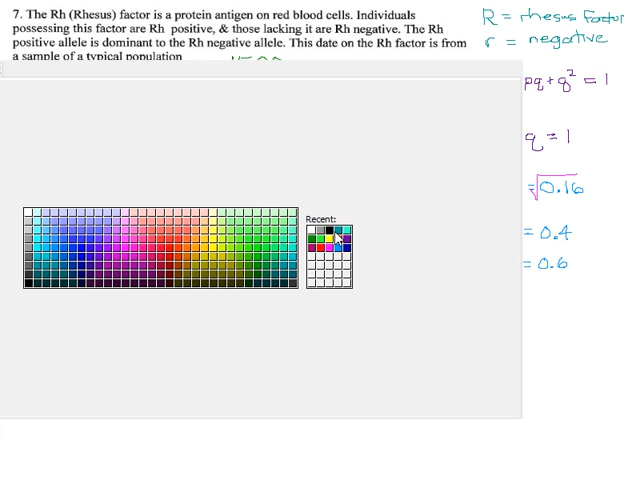 7. The Rh (Rhesus) factor is a protein antigen on red blood cells. Individuals
possessing this factor are Rh positive, & those lacking it are Rh negative. The Rh
positive allele is dominant to the Rh negative allele. This date on the Rh factor is from
a sample of a typical population
R = rhesus factor
r = negative
pq + q² = 1
q = 1
= √0.16
= 0.4
= 0.6
Recent: